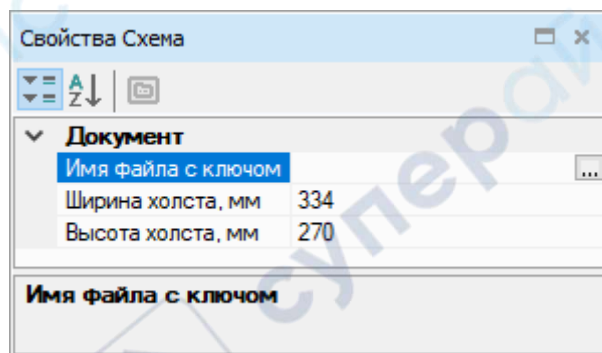 Свойства Схема
Документ
Имя файла с ключом
...
Ширина холста, мм 334
Высота холста, мм 270
Имя файла с ключом